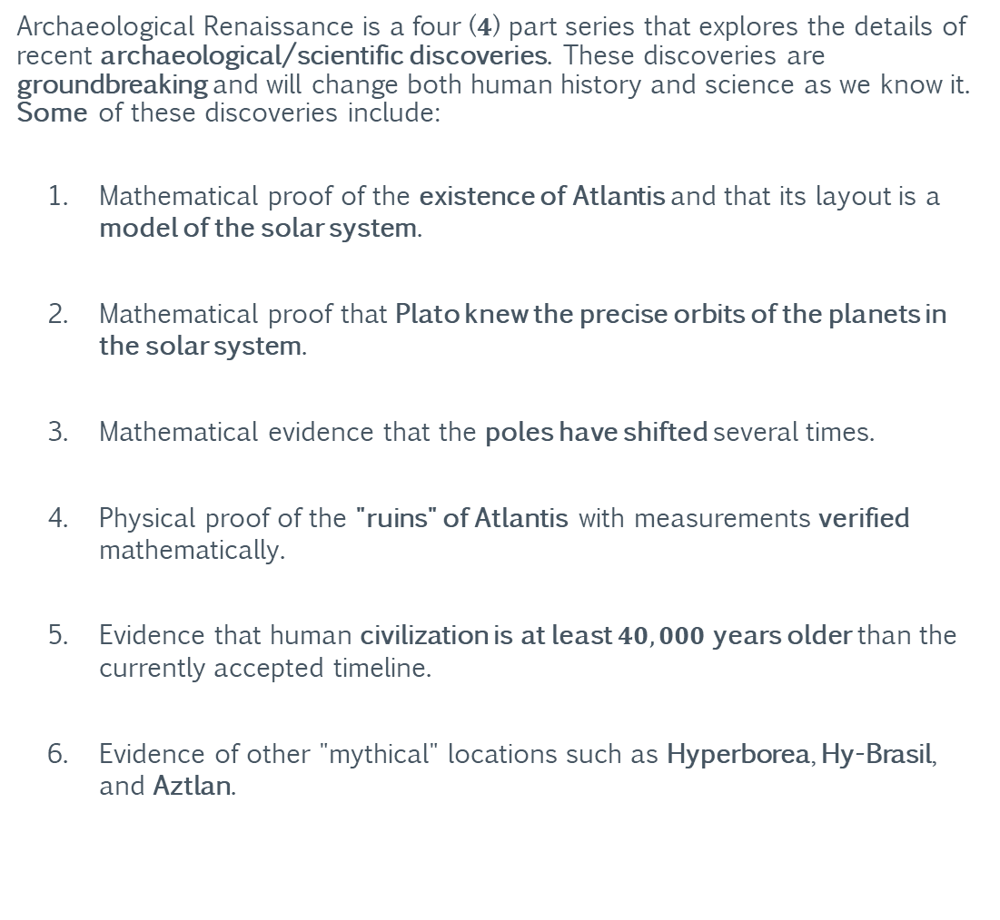 Archaeological Renaissance is a four (4) part series that explores the details of
recent archaeological/scientific discoveries. These discoveries are
groundbreaking and will change both human history and science as we know it.
Some of these discoveries include:
1. Mathematical proof of the existence of Atlantis and that its layout is a
model of the solar system.
2. Mathematical proof that Plato knew the precise orbits of the planets in
the solar system.
3. Mathematical evidence that the poles have shifted several times.
4. Physical proof of the "ruins" of Atlantis with measurements verified
mathematically.
5. Evidence that human civilization is at least 40,000 years older than the
currently accepted timeline.
6. Evidence of other "mythical" locations such as Hyperborea, Hy-Brasil,
and Aztlan.